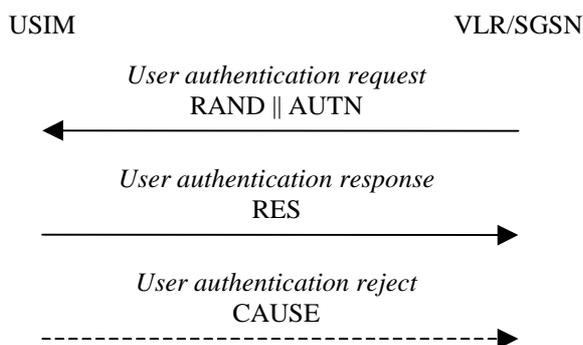 USIM VLR/SGSN
User authentication request
RAND || AUTN
User authentication response
RES
User authentication reject
CAUSE